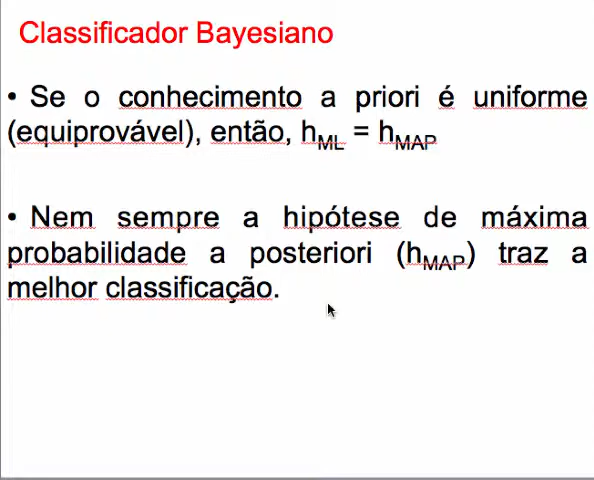 Classificador Bayesiano
• Se o conhecimento a priori é uniforme
(equiprovável), então, hML = hMAP
• Nem sempre a hipótese de máxima
probabilidade a posteriori (hMAP) traz a
melhor classificação.